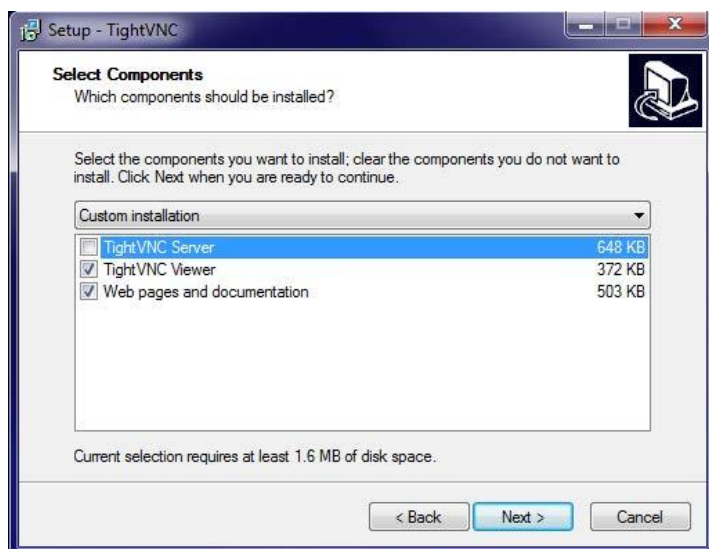 Setup - TightVNC
Select Components
Which components should be installed?
Select the components you want to install; clear the components you do not want to
install. Click Next when you are ready to continue.
Custom installation
TightVNC Server 648 KB
TightVNC Viewer 372 KB
Web pages and documentation 503 KB
Current selection requires at least 1.6 MB of disk space.
< Back Next > Cancel